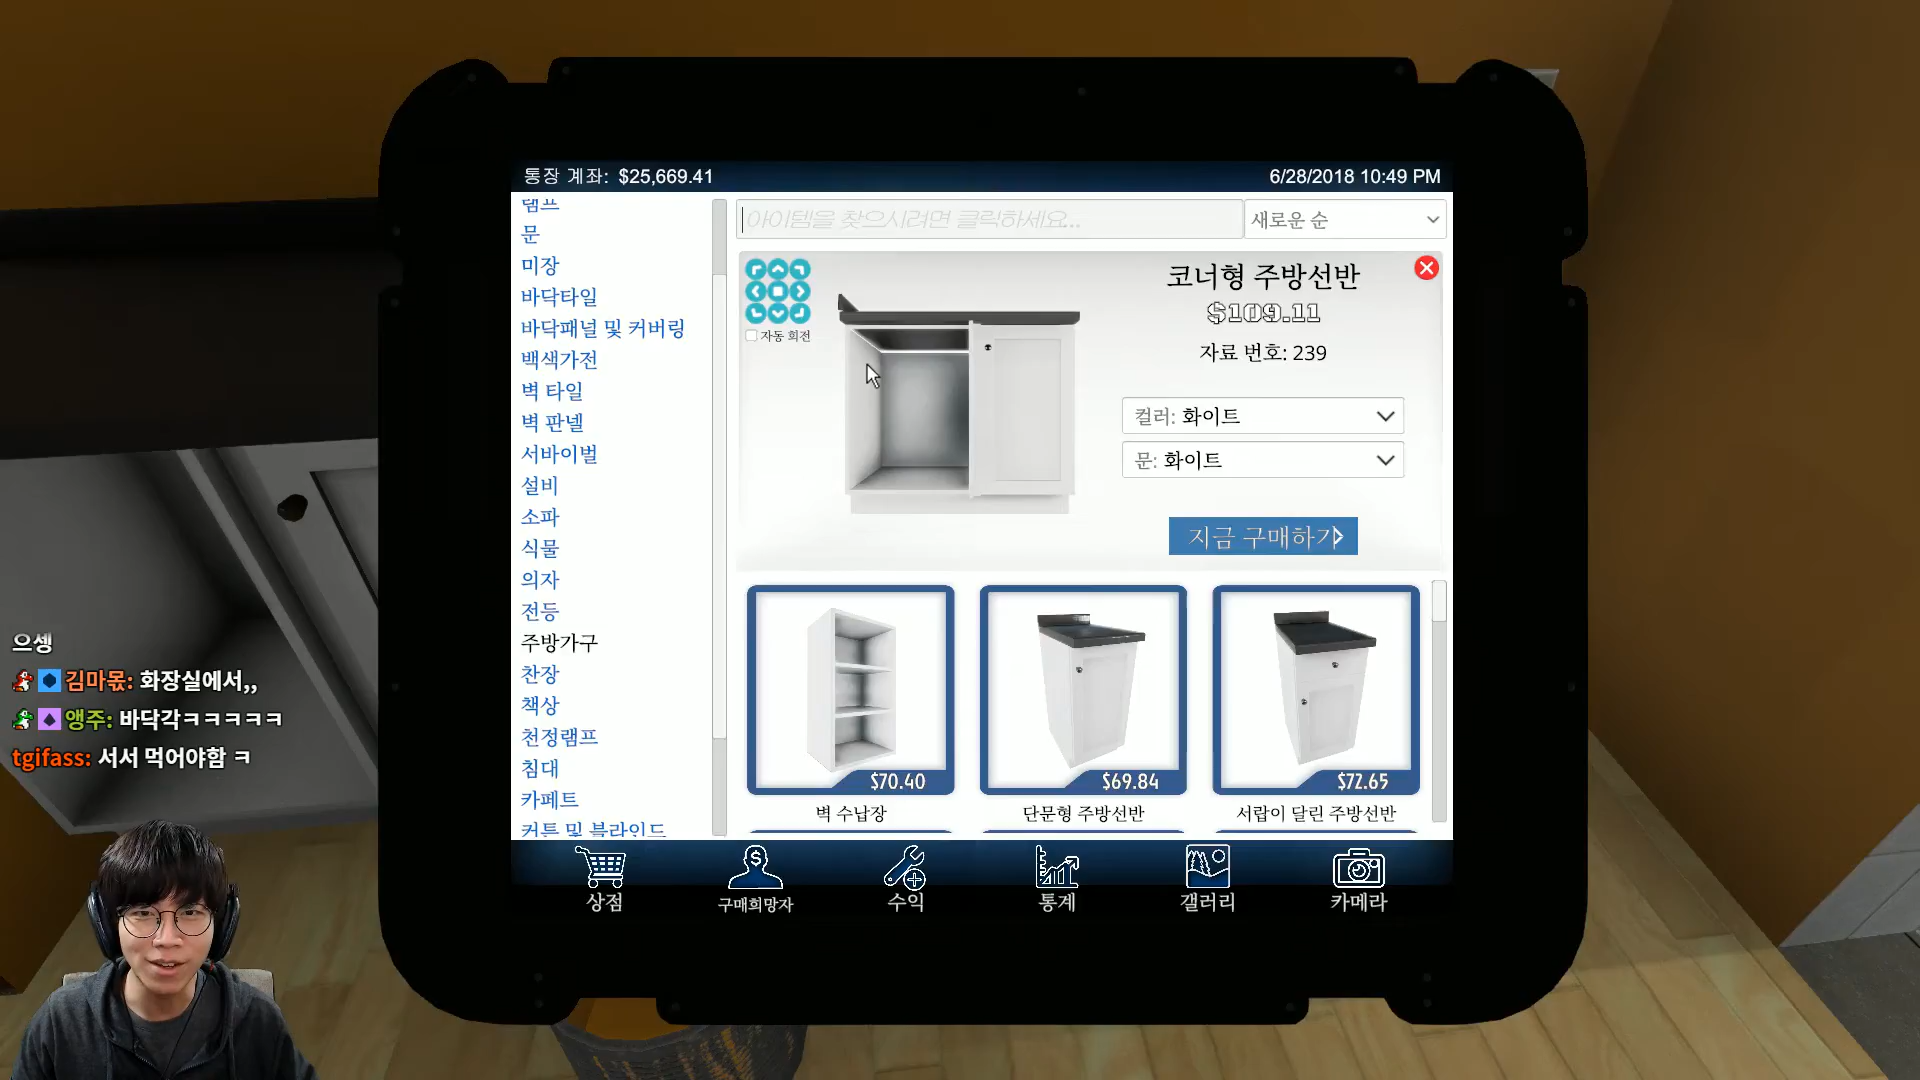 통장 계좌: $25,669.41
6/28/2018 10:49 PM
램프
문
미장
바닥타일
바닥패널 및 커버링
백색가전
벽 타일
벽 판넬
서바이벌
설비
소파
식물
의자
전등
주방가구
찬장
책상
천정램프
침대
카페트
커튼 및 블라인드
아이템을 찾으시려면 클릭하세요...
새로운 순
자동 회전
코너형 주방선반
$109.11
자료 번호: 239
컬러: 화이트
문: 화이트
지금 구매하기
$70.40
벽 수납장
$69.84
단문형 주방선반
$72.65
서랍이 달린 주방선반
상점
구매희망자
수익
통계
갤러리
카메라
으셍
김마몫: 화장실에서,,
앵주: 바닥각ㅋㅋㅋㅋㅋ
tgifass: 서서 먹어야함 ㅋ